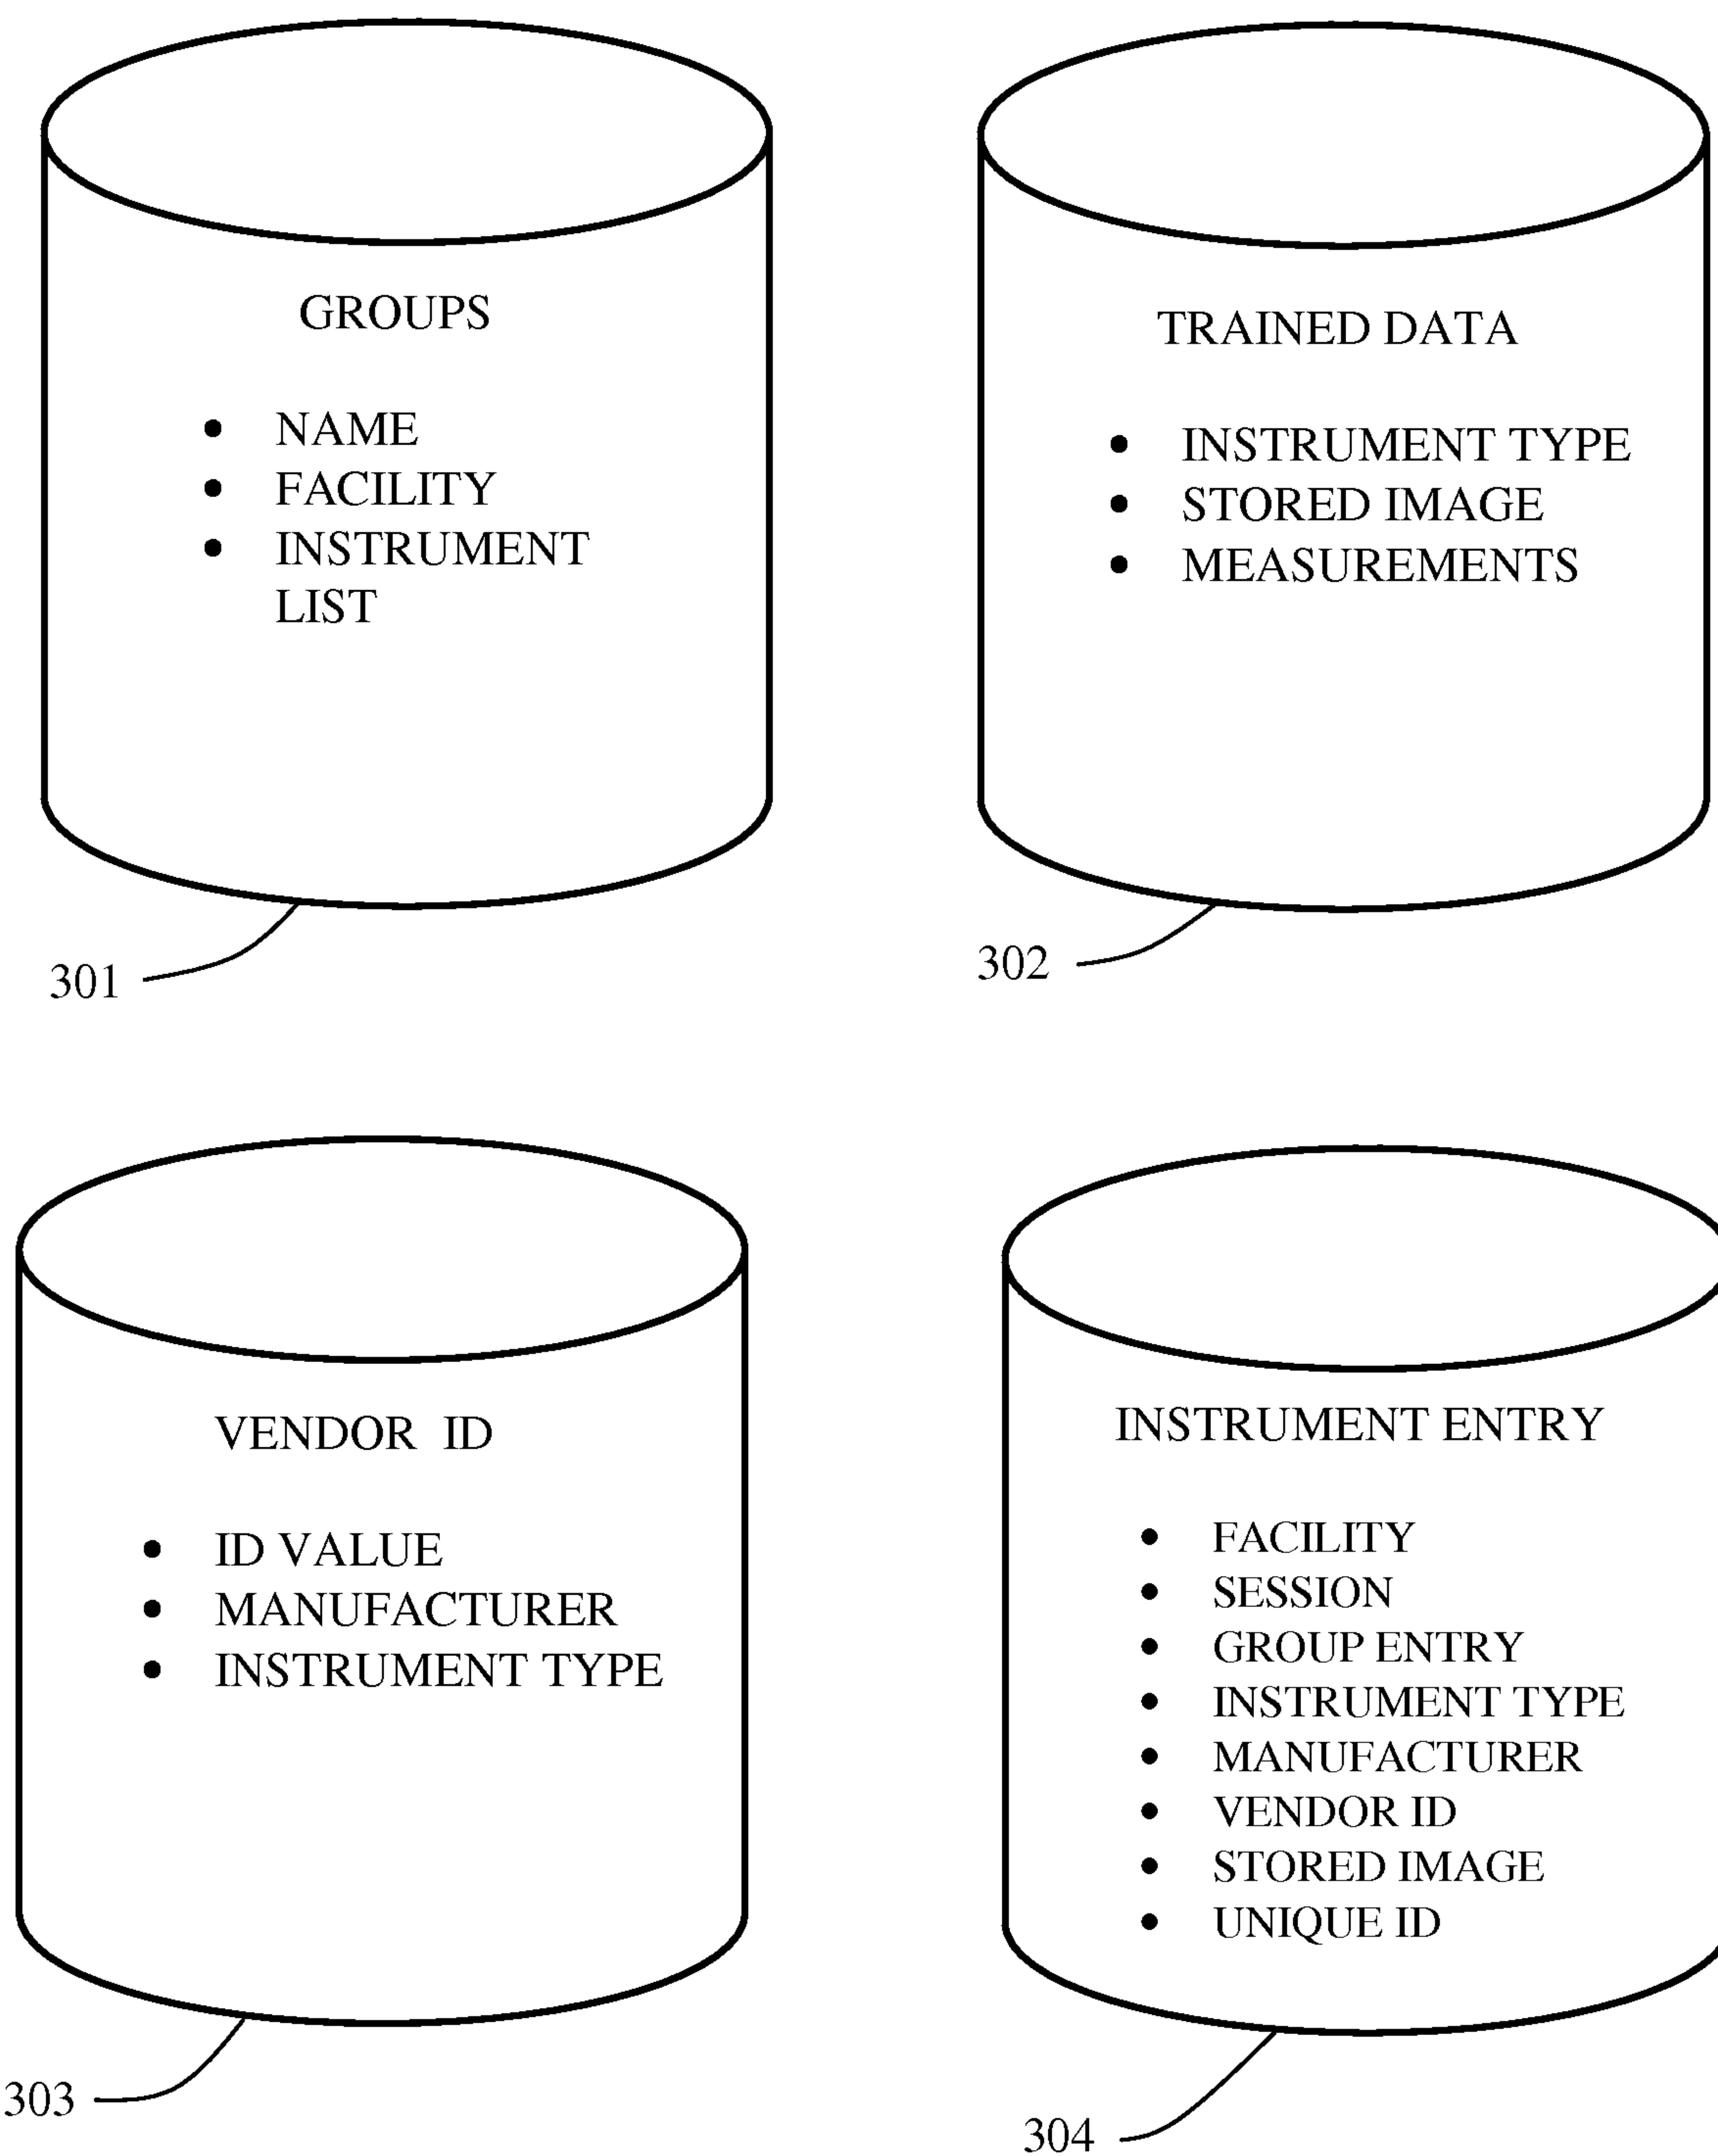 GROUPS
• NAME
• FACILITY
• INSTRUMENT
LIST
301
TRAINED DATA
• INSTRUMENT TYPE
• STORED IMAGE
• MEASUREMENTS
302
VENDOR ID
• ID VALUE
• MANUFACTURER
• INSTRUMENT TYPE
303
INSTRUMENT ENTRY
• FACILITY
• SESSION
• GROUP ENTRY
• INSTRUMENT TYPE
• MANUFACTURER
• VENDOR ID
• STORED IMAGE
• UNIQUE ID
304